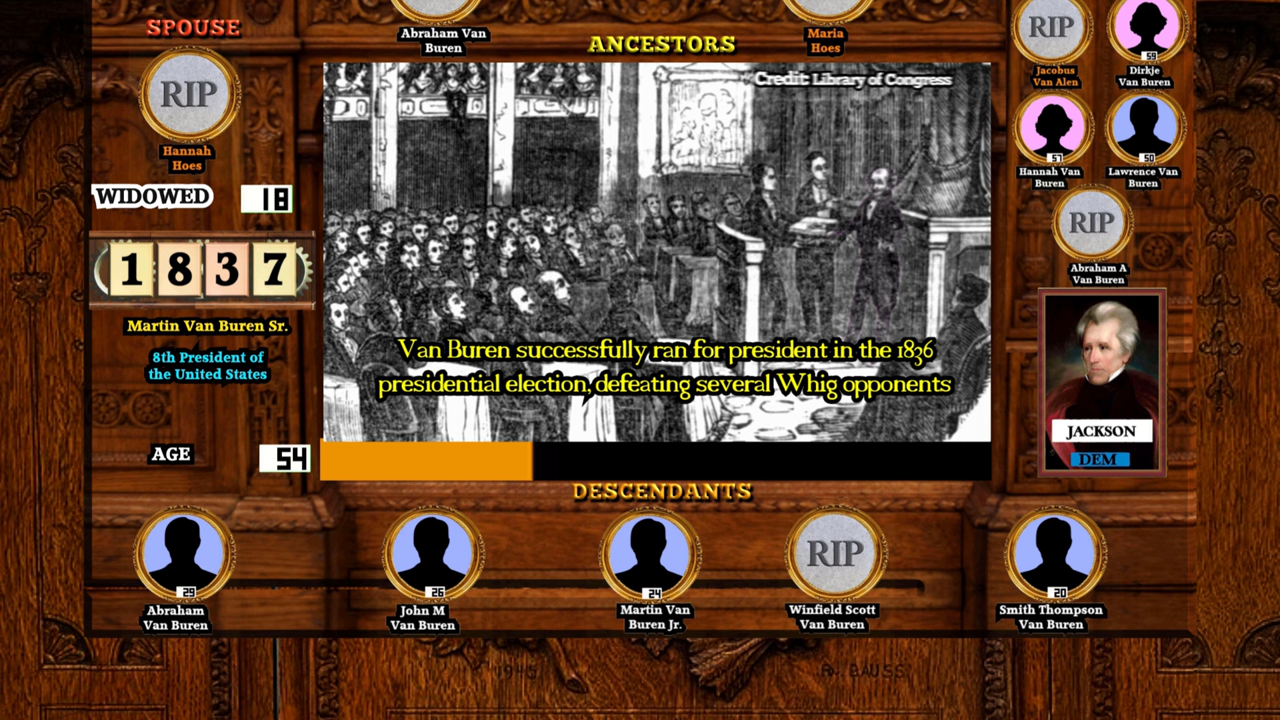 SPOUSE
RIP
Hannah
Hoes
WIDOWED
18
1837
Martin Van Buren Sr.
8th President of
the United States
AGE
54
Abraham Van
Buren
ANCESTORS
Maria
Hoes
Credit: Library of Congress
Van Buren successfully ran for president in the 1836
presidential election, defeating several Whig opponents
RIP
Jacobus
Van Alen
59
Dirkje
Van Buren
57
Hannah Van
Buren
50
Lawrence Van
Buren
RIP
Abraham A
Van Buren
JACKSON
DEM
DESCENDANTS
29
Abraham
Van Buren
26
John M
Van Buren
24
Martin Van
Buren Jr.
RIP
Winfield Scott
Van Buren
20
Smith Thompson
Van Buren
1945